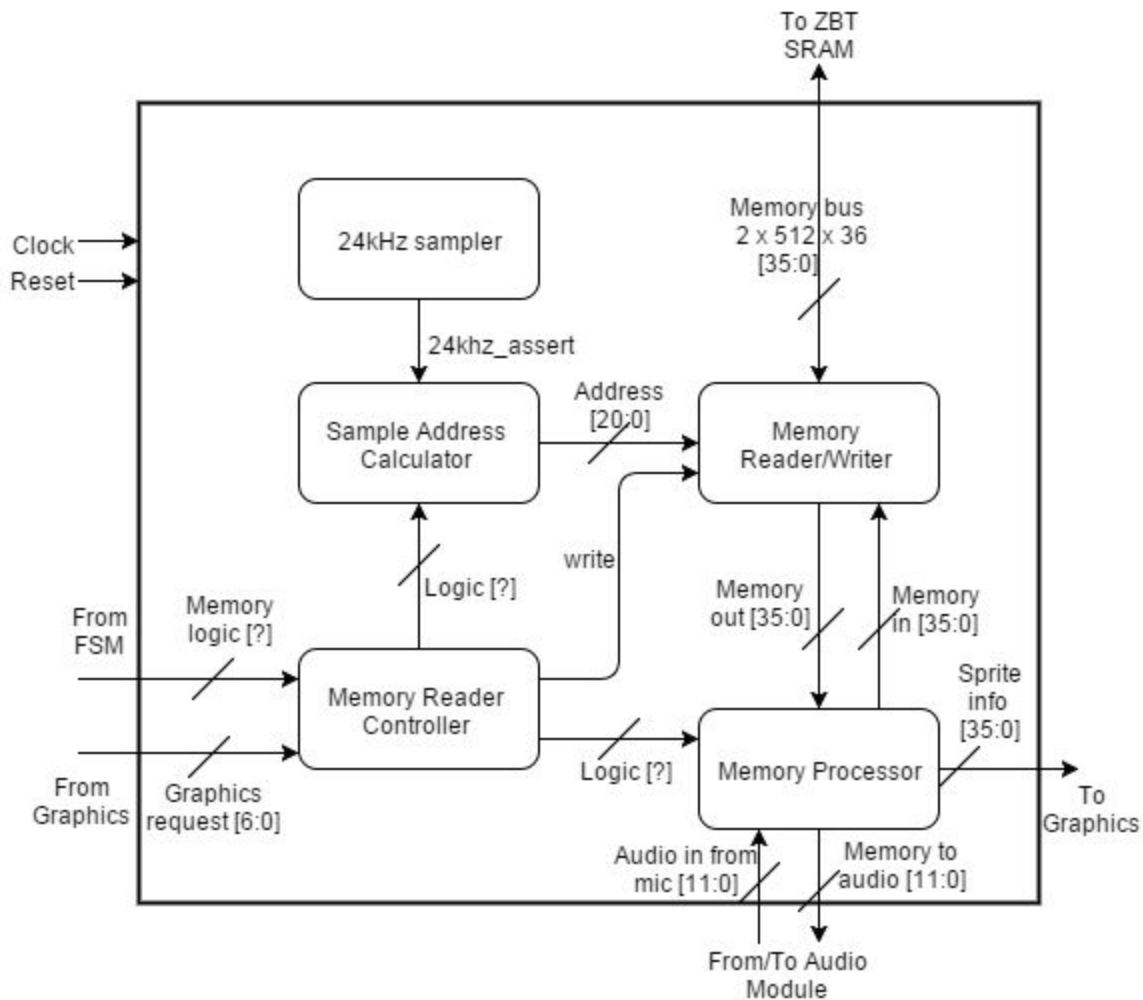 To ZBT
SRAM
Memory bus
2 x 512 x 36
[35:0]
24kHz sampler
Clock
Reset
24khz_assert
Address
[20:0]
Sample Address
Calculator
Memory
Reader/Writer
write
Logic [?]
Memory
out [35:0]
Memory
in [35:0]
From
FSM
Memory
logic [?]
Memory Reader
Controller
Sprite
info
[35:0]
Logic [?]
Memory Processor
From
Graphics
Graphics
request [6:0]
To
Graphics
Audio in from
mic [11:0]
Memory to
audio [11:0]
From/To Audio
Module